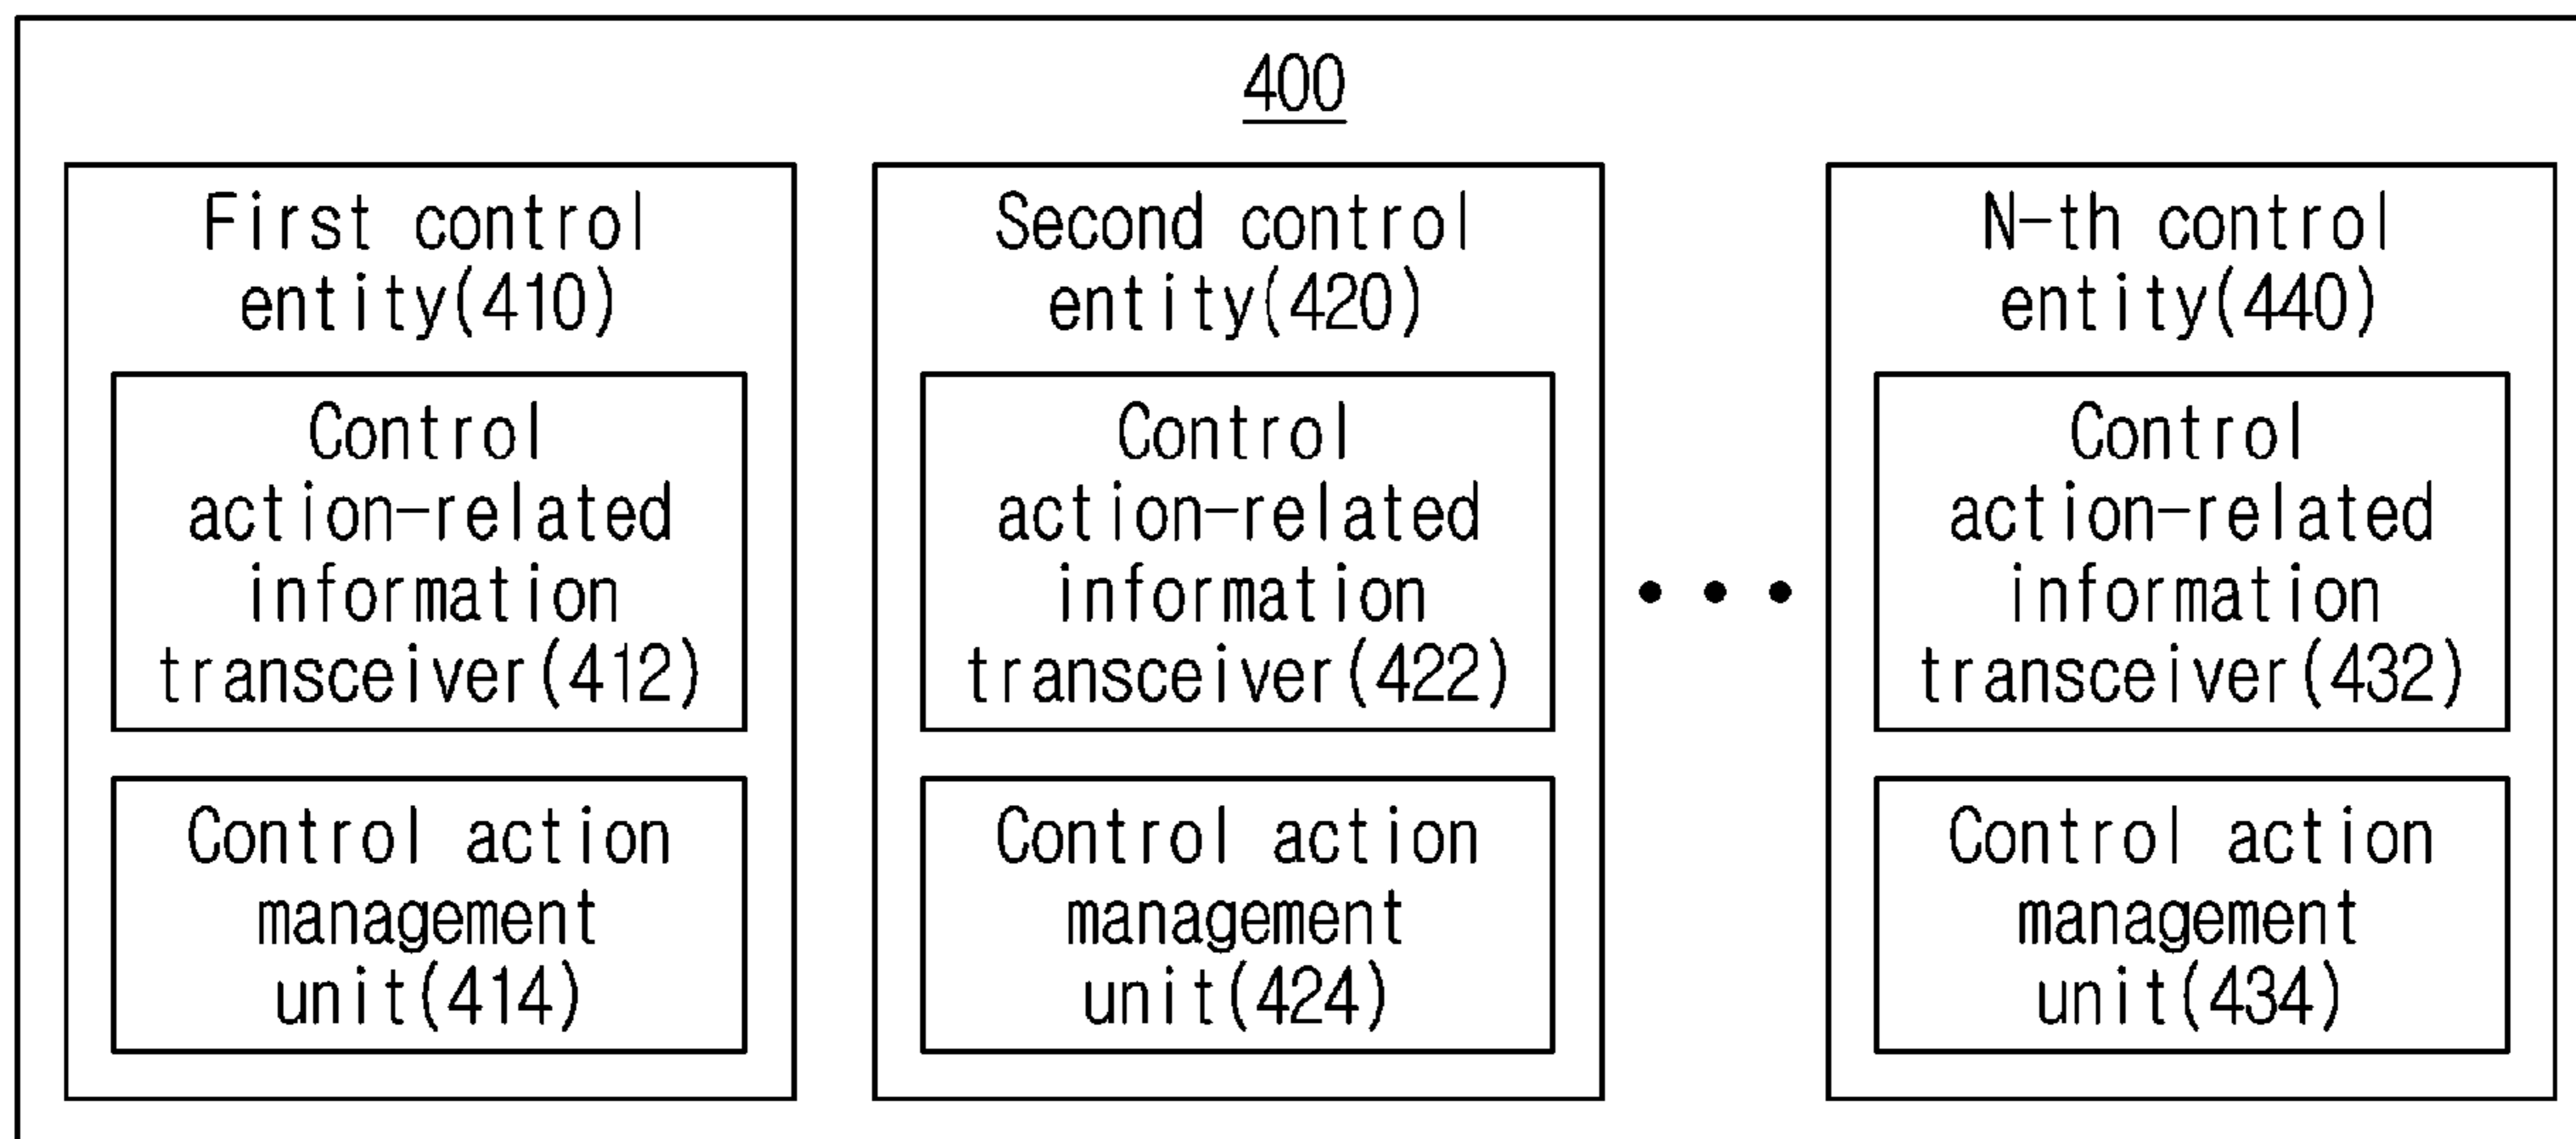 400
First control
entity(410)
Control
action-related
information
transceiver(412)
Control action
management
unit(414)
Second control
entity(420)
Control
action-related
information
transceiver(422)
Control action
management
unit(424)
N-th control
entity(440)
Control
action-related
information
transceiver(432)
Control action
management
unit(434)